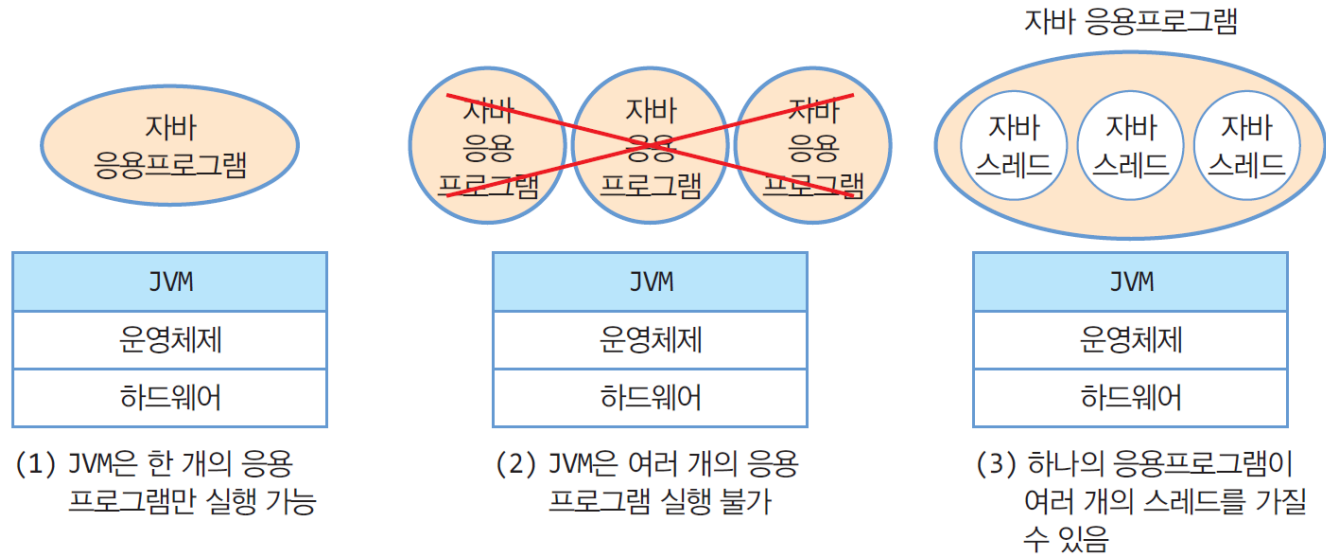 자바
응용프로그램
JVM
운영체제
하드웨어
(1) JVM은 한 개의 응용
프로그램만 실행 가능
자바
응용
프로그램
자바
응용
프로그램
자바
응용
프로그램
JVM
운영체제
하드웨어
(2) JVM은 여러 개의 응용
프로그램 실행 불가
자바 응용프로그램
자바
스레드
자바
스레드
자바
스레드
JVM
운영체제
하드웨어
(3) 하나의 응용프로그램이
여러 개의 스레드를 가질
수 있음